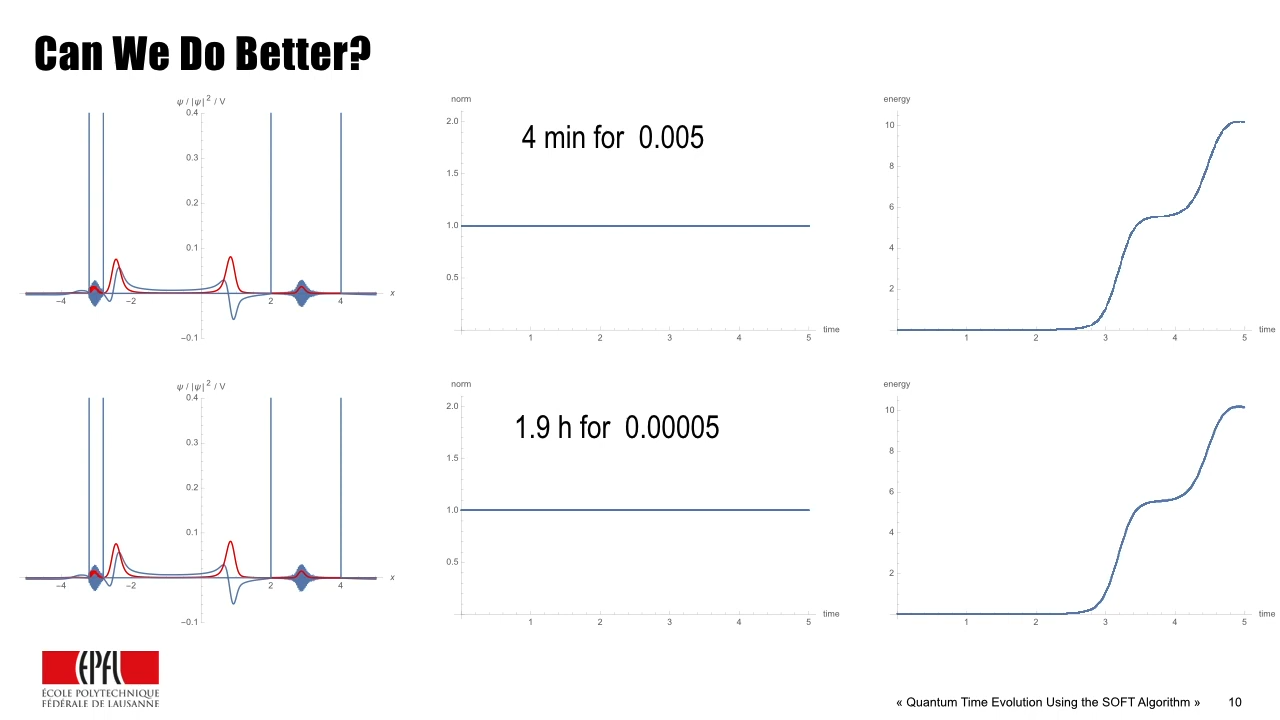 Can We Do Better?
ψ / |ψ| 2 / V
0.4
0.3
0.2
0.1
−0.1
−4
−2
2
4
x
norm
4 min for 0.005
2.0
1.5
1.0
0.5
1
2
3
4
5
time
energy
10
8
6
4
2
1
2
3
4
5
time
ψ / |ψ| 2 / V
0.4
0.3
0.2
0.1
−0.1
−4
−2
2
4
x
norm
1.9 h for 0.00005
2.0
1.5
1.0
0.5
1
2
3
4
5
time
energy
10
8
6
4
2
1
2
3
4
5
time
EPFL
ÉCOLE POLYTECHNIQUE
FÉDÉRALE DE LAUSANNE
« Quantum Time Evolution Using the SOFT Algorithm » 10